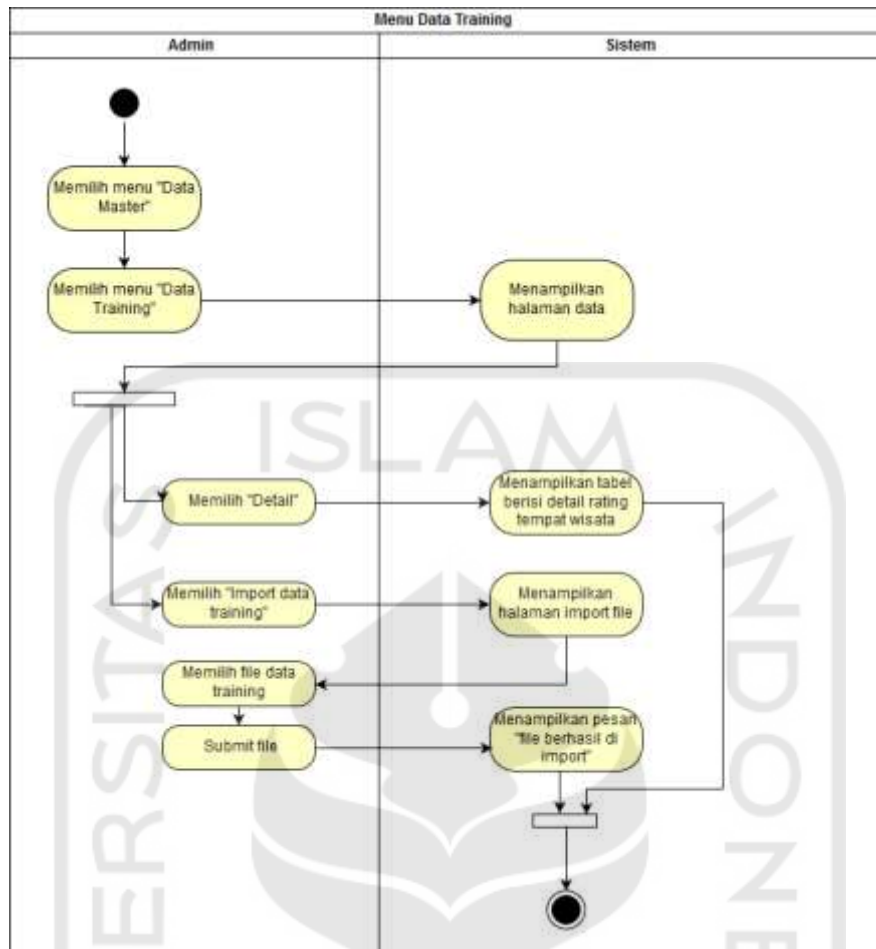 Menu Data Training
Admin
Sistem
Memilih menu "Data
Master"
Memilih menu "Data
Training"
Menampilkan
halaman data
ISLAM
Memilih "Detail"
Menampilkan tabel
berisi detail rating
tempat wisata
Memilih "Import data
training"
Menampilkan
halaman import file
Memilih file data
training
Submit file
Menampilkan pesan
"file berhasil di
import"
ERSITAS
INDONE